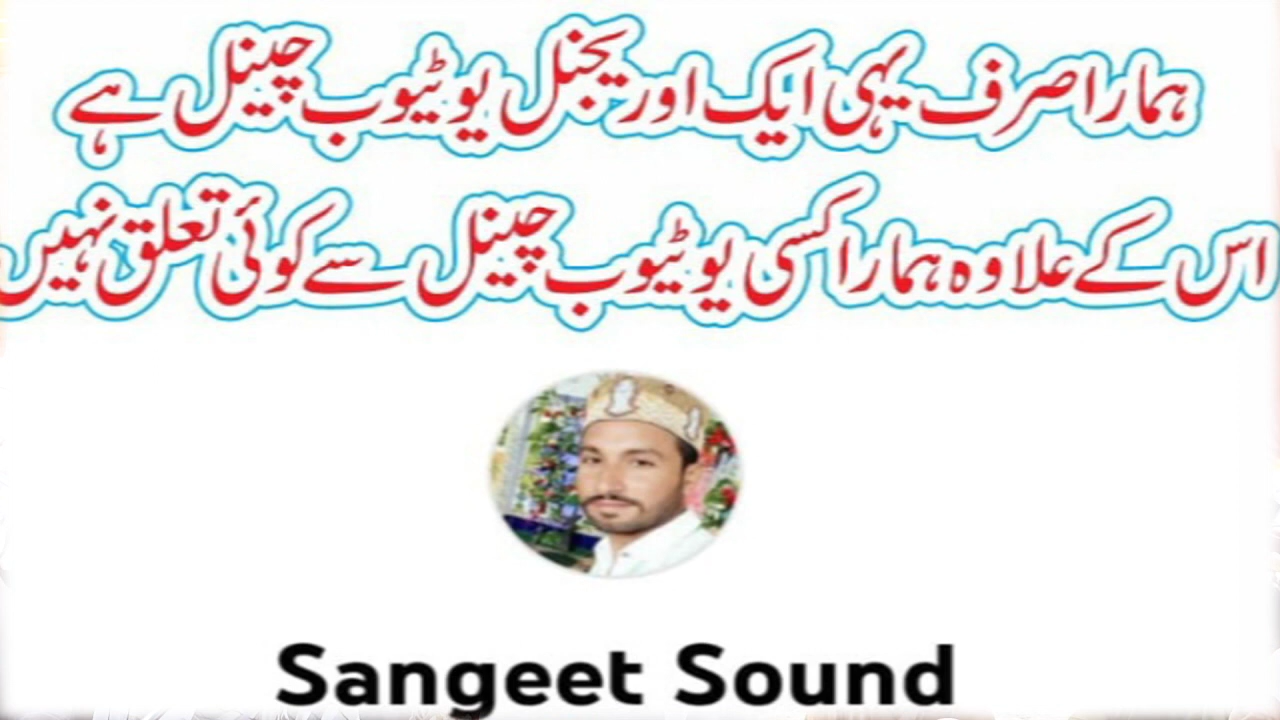 ہمارا صرف یہی ایک اوریجنل یوٹیوب چینل ہے
اس کے علاوہ ہمارا کسی یوٹیوب چینل سے کوئی تعلق نہیں
Sangeet Sound